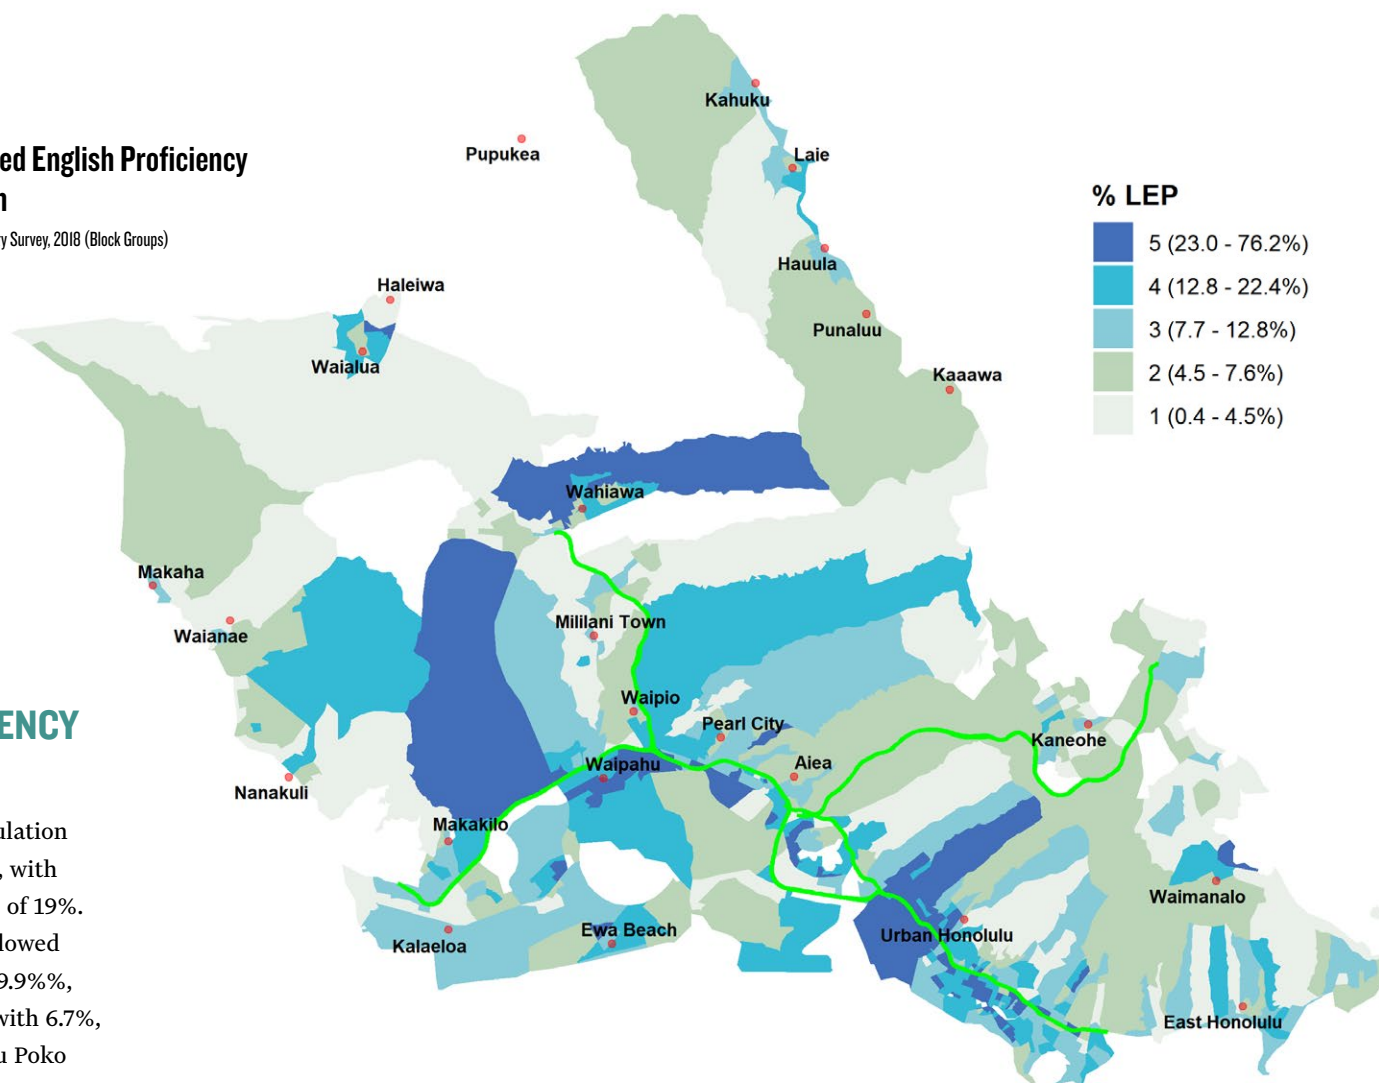 ed English Proficiency
y Survey, 2018 (Block Groups)
ENCY
ulation
, with
of 19%.
lowed
9.9%%,
with 6.7%,
u Poko
Kahuku
Pupukea
Laie
Hauula
Haleiwa
Punaluu
Waialua
Kaaawa
Wahiawa
Makaha
Waianae
Mililani Town
Waipio
Pearl City
Kaneohe
Aiea
Waipahu
Nanakuli
Makakilo
Waimanalo
Ewa Beach
Urban Honolulu
Kalaeloa
East Honolulu
% LEP
5 (23.0 - 76.2%)
4 (12.8 - 22.4%)
3 (7.7 - 12.8%)
2 (4.5 - 7.6%)
1 (0.4 - 4.5%)